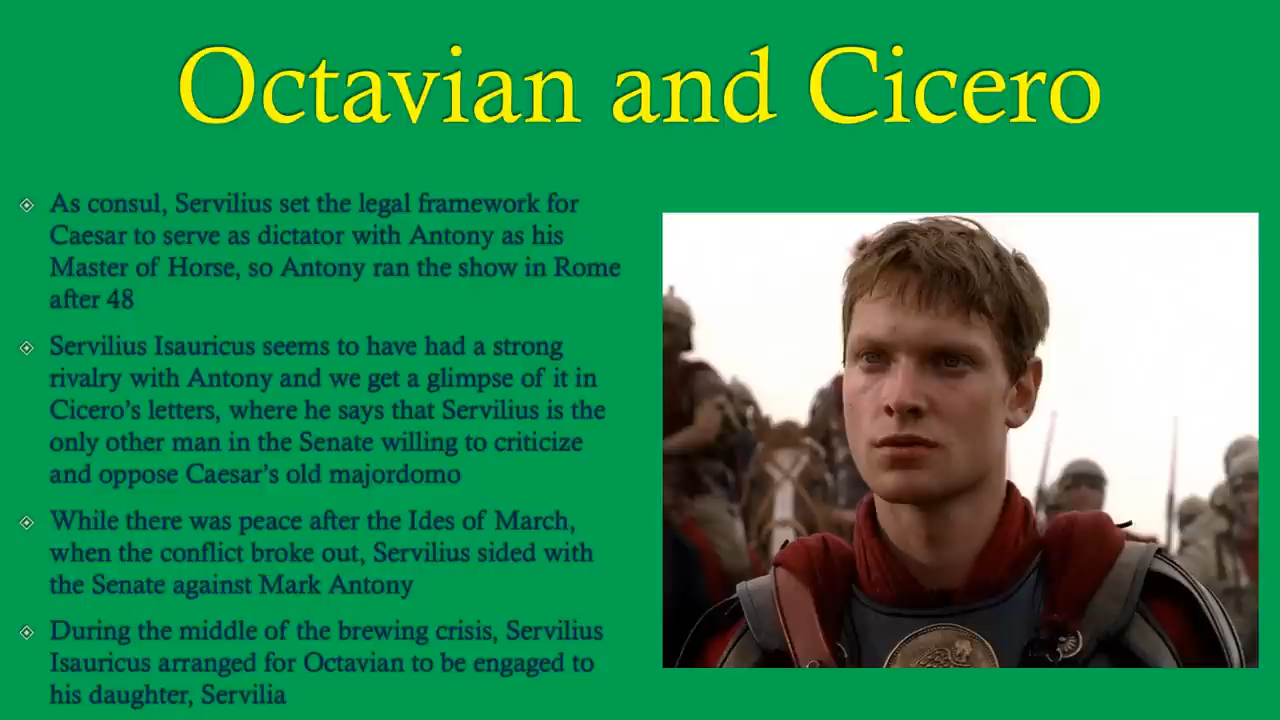 Octavian and Cicero
As consul, Servilius set the legal framework for
Caesar to serve as dictator with Antony as his
Master of Horse, so Antony ran the show in Rome
after 48
Servilius Isauricus seems to have had a strong
rivalry with Antony and we get a glimpse of it in
Cicero’s letters, where he says that Servilius is the
only other man in the Senate willing to criticize
and oppose Caesar’s old majordomo
While there was peace after the Ides of March,
when the conflict broke out, Servilius sided with
the Senate against Mark Antony
During the middle of the brewing crisis, Servilius
Isauricus arranged for Octavian to be engaged to
his daughter, Servilia